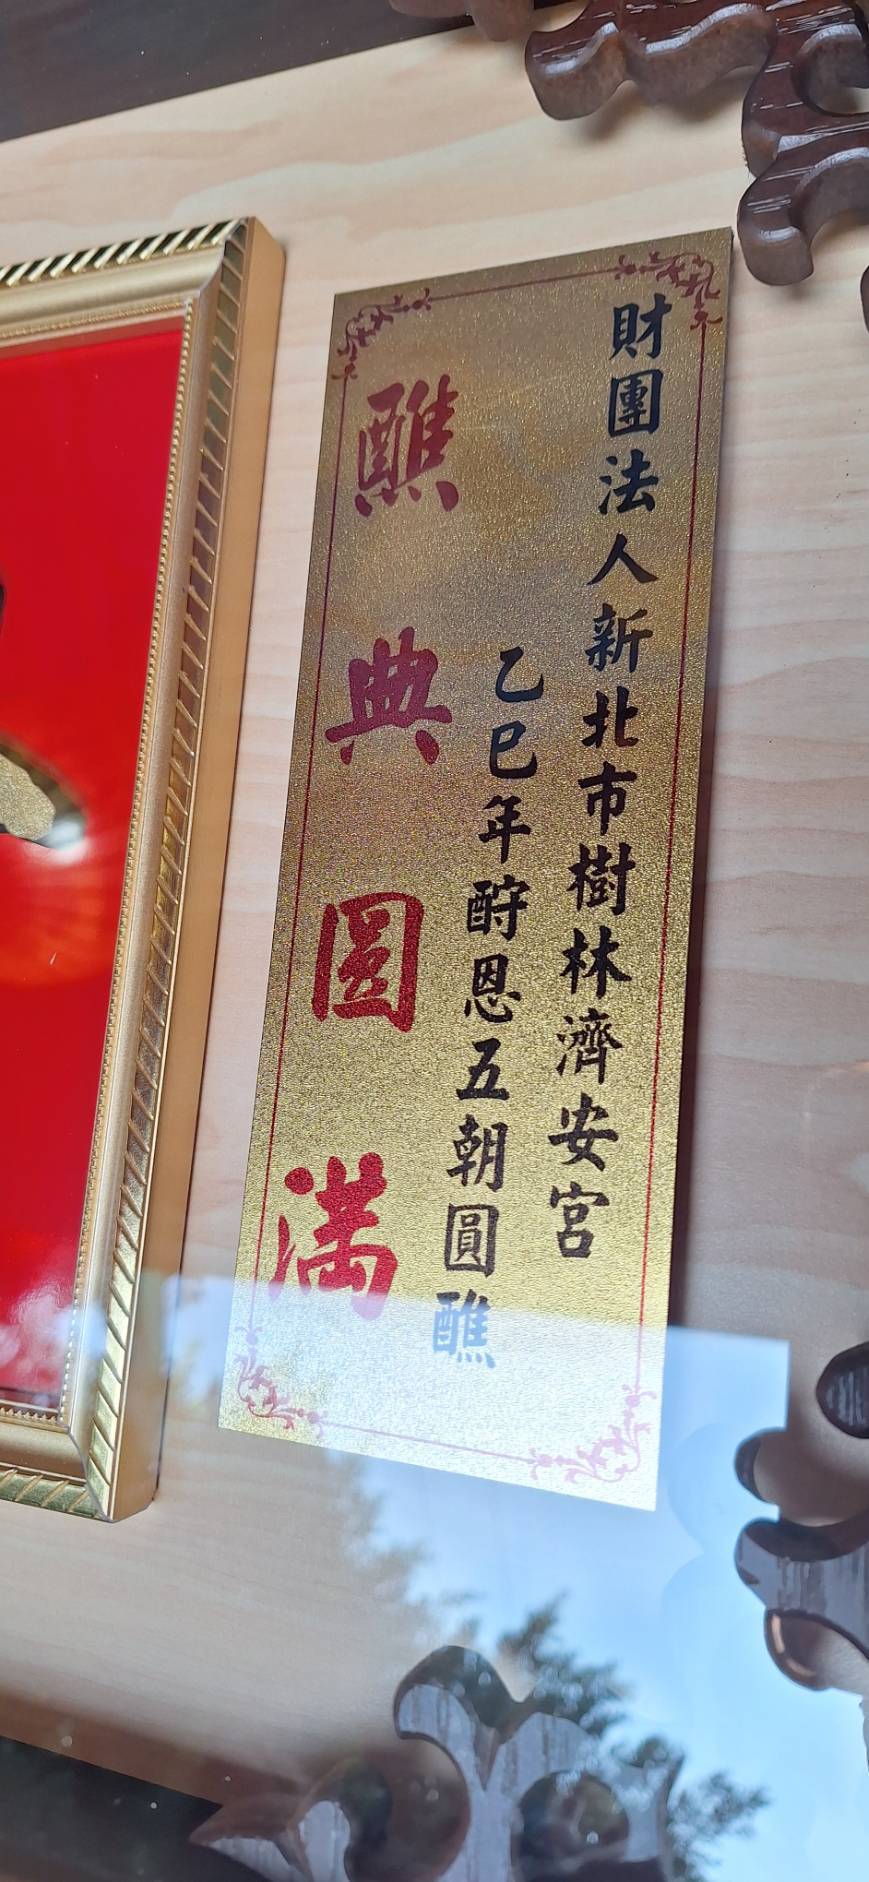 財團法人新北市樹林濟安宮
乙巳年酧恩五朝圓醮
醮典圓満